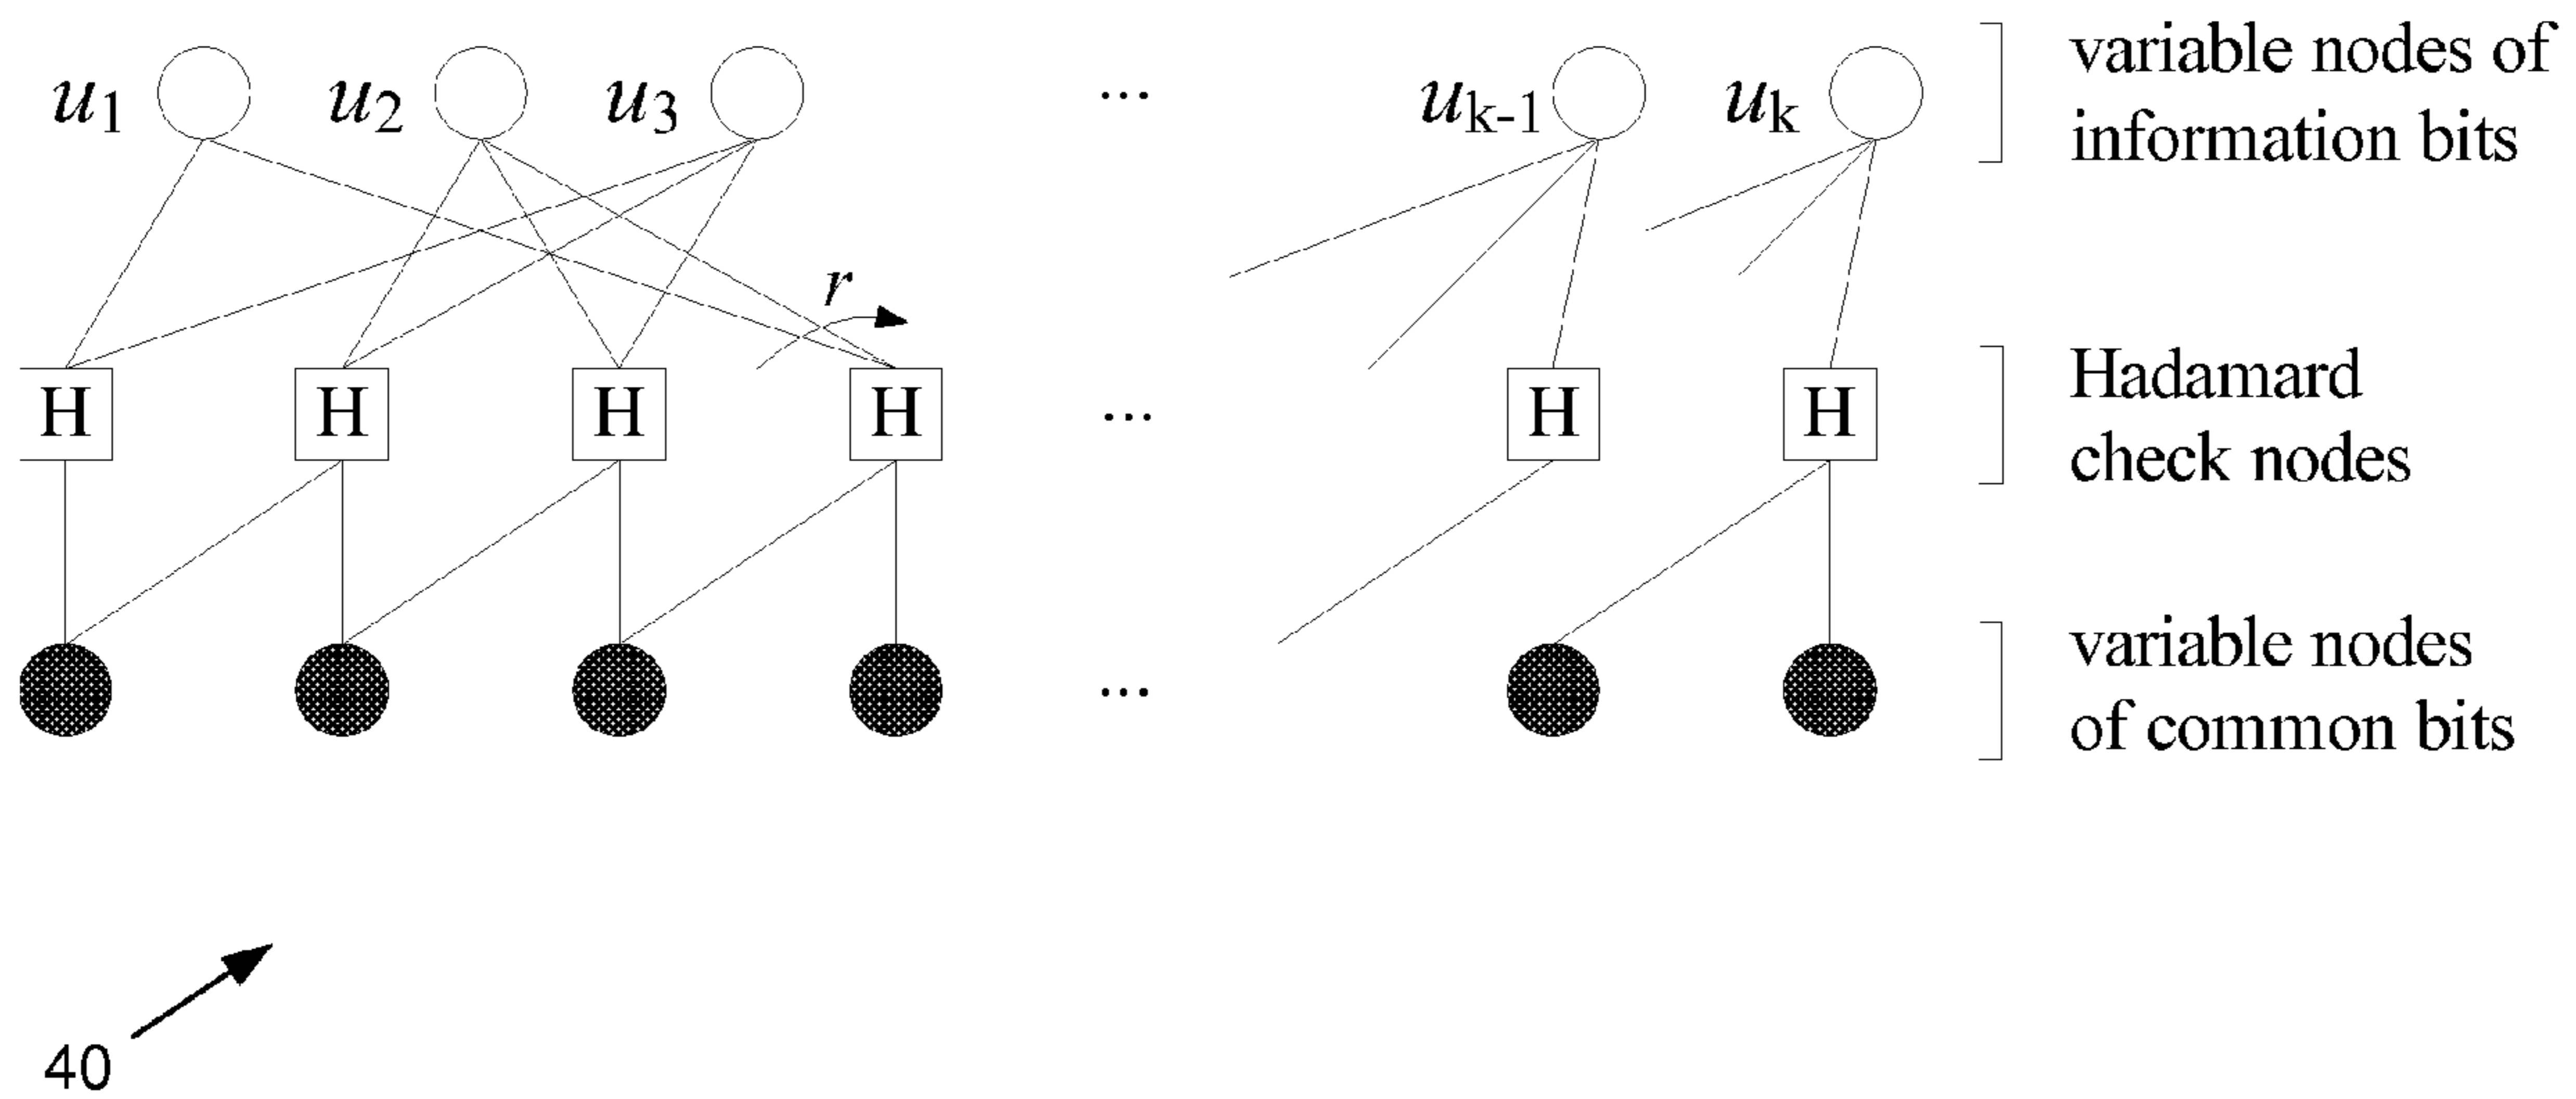 u1 u2 u3 ... uk-1 uk
variable nodes of
information bits
r
H H H H ... H H
Hadamard
check nodes
...
variable nodes
of common bits
40